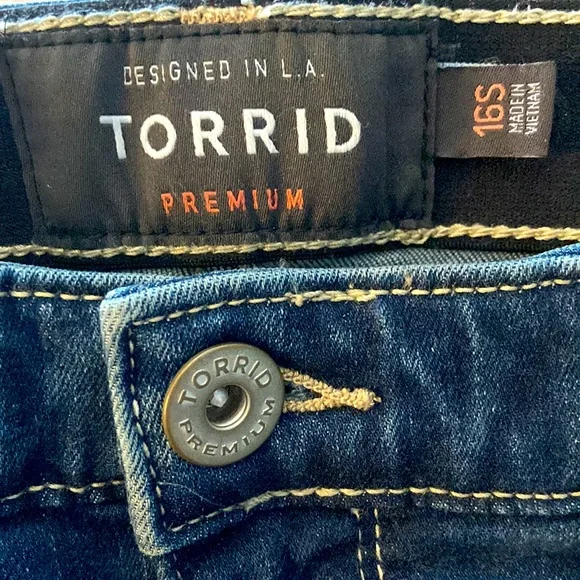 DESIGNED IN L.A.
TORRID
PREMIUM
16S
MADE IN
VIETNAM
TORRID
PREMIUM